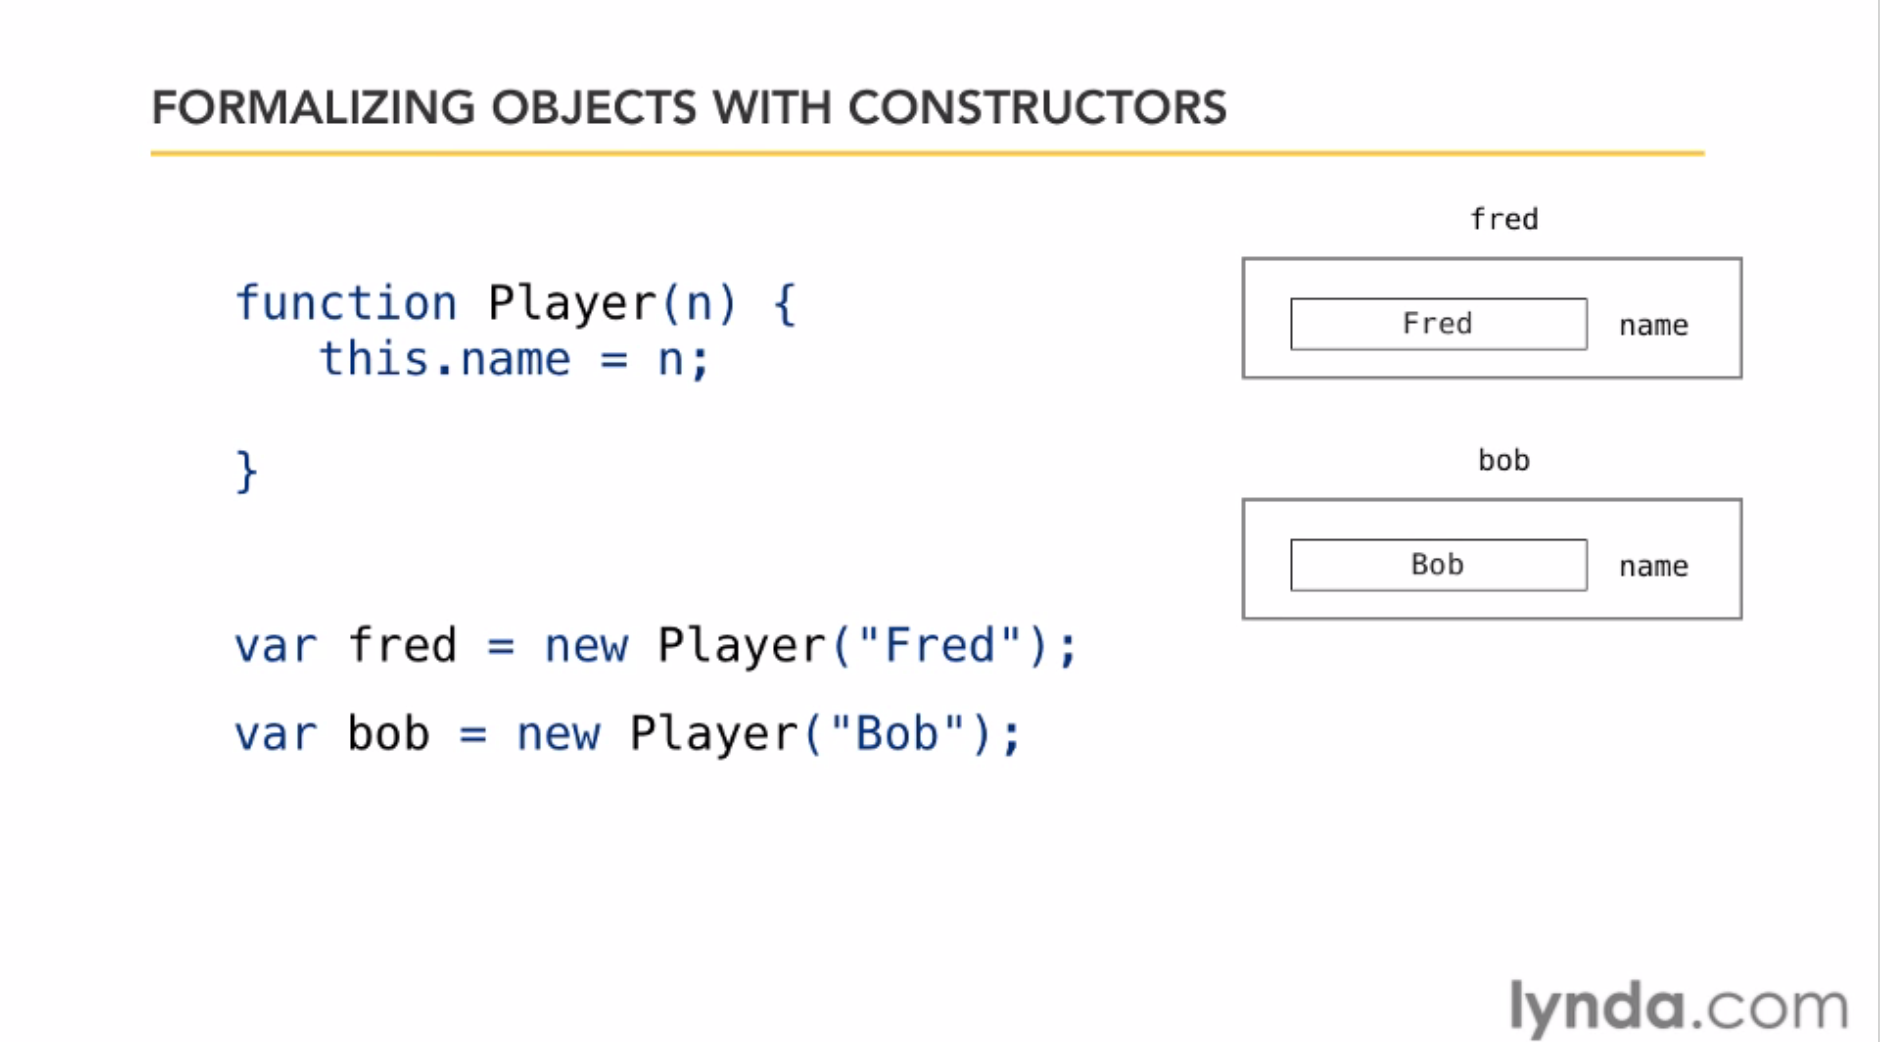 FORMALIZING OBJECTS WITH CONSTRUCTORS
function Player(n) {
this.name = n;
}
var fred = new Player("Fred");
var bob = new Player("Bob");
fred
Fred name
bob
Bob name
lynda.com